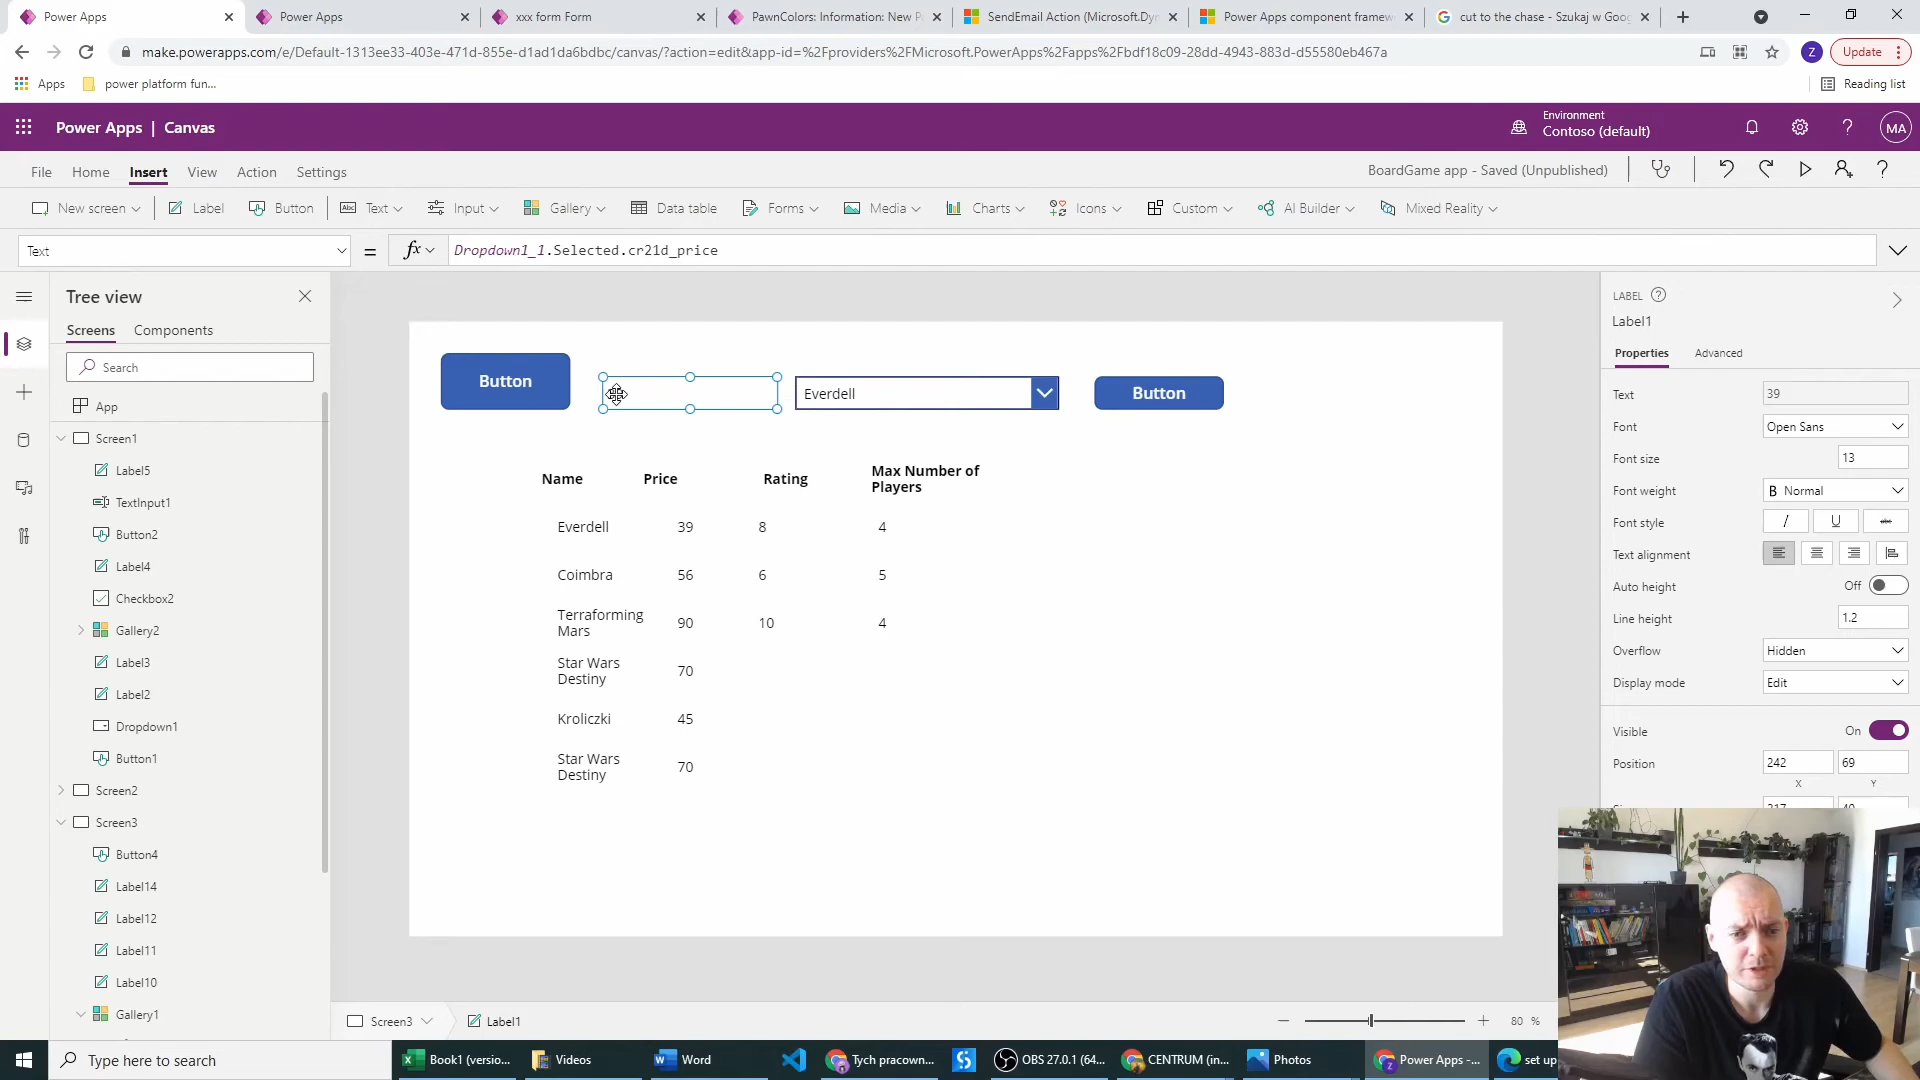 Power Apps
Power Apps
xxx form Form
PawnColors: Information: New P
SendEmail Action (Microsoft.Dyn
Power Apps component framew
cut to the chase - Szukaj w Goog
make.powerapps.com/e/Default-1313ee33-403e-471d-855e-d1ad1da6bdbc/canvas/?action=edit&app-id=%2Fproviders%2FMicrosoft.PowerApps%2Fapps%2Fbdf18c09-28dd-4943-883d-d55580eb467a
Z
Update
Apps
power platform fun...
Reading list
Power Apps | Canvas
Environment
Contoso (default)
MA
File
Home
Insert
View
Action
Settings
BoardGame app - Saved (Unpublished)
New screen
Label
Button
Text
Input
Gallery
Data table
Forms
Media
Charts
Icons
Custom
AI Builder
Mixed Reality
Text
=
fx
Dropdown1_1.Selected.cr21d_price
Tree view
Screens
Components
Search
App
Screen1
Label5
TextInput1
Button2
Label4
Checkbox2
Gallery2
Label3
Label2
Dropdown1
Button1
Screen2
Screen3
Button4
Label14
Label12
Label11
Label10
Gallery1
Button
Everdell
Button
Name Price Rating Max Number of
Players
Everdell 39 8 4
Coimbra 56 6 5
Terraforming
Mars 90 10 4
Star Wars
Destiny 70
Kroliczki 45
Star Wars
Destiny 70
LABEL
Label1
Properties
Advanced
Text 39
Font Open Sans
Font size 13
Font weight B Normal
Font style / U abc
Text alignment
Auto height Off
Line height 1.2
Overflow Hidden
Display mode Edit
Visible On
Position 242 69
X Y
Screen3
Label1
80 %
Type here to search
Book1 (versio...
Videos
Word
Tych pracown...
OBS 27.0.1 (64...
CENTRUM (in...
Photos
Power Apps -...
set up